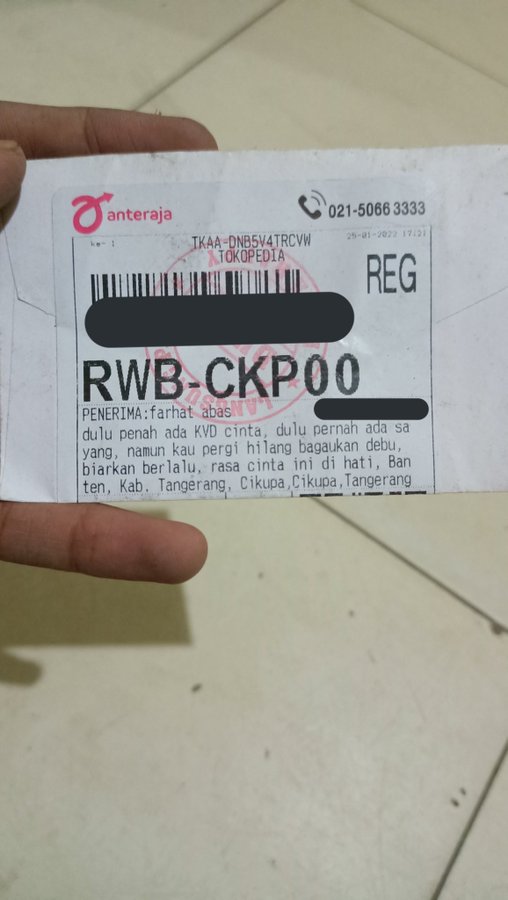 anteraja
021-5066 3333
ke- 1
TKAA-DNB5V4TRCVW
25-01-2022 17:21
TOKOPEDIA
REG
RWB-CKP00
PENERIMA:farhat abas
dulu penah ada KVD cinta, dulu pernah ada sa
yang, namun kau pergi hilang bagaukan debu,
biarkan berlalu, rasa cinta ini di hati, Ban
ten, Kab. Tangerang, Cikupa,Cikupa,Tangerang
LANGSUNG